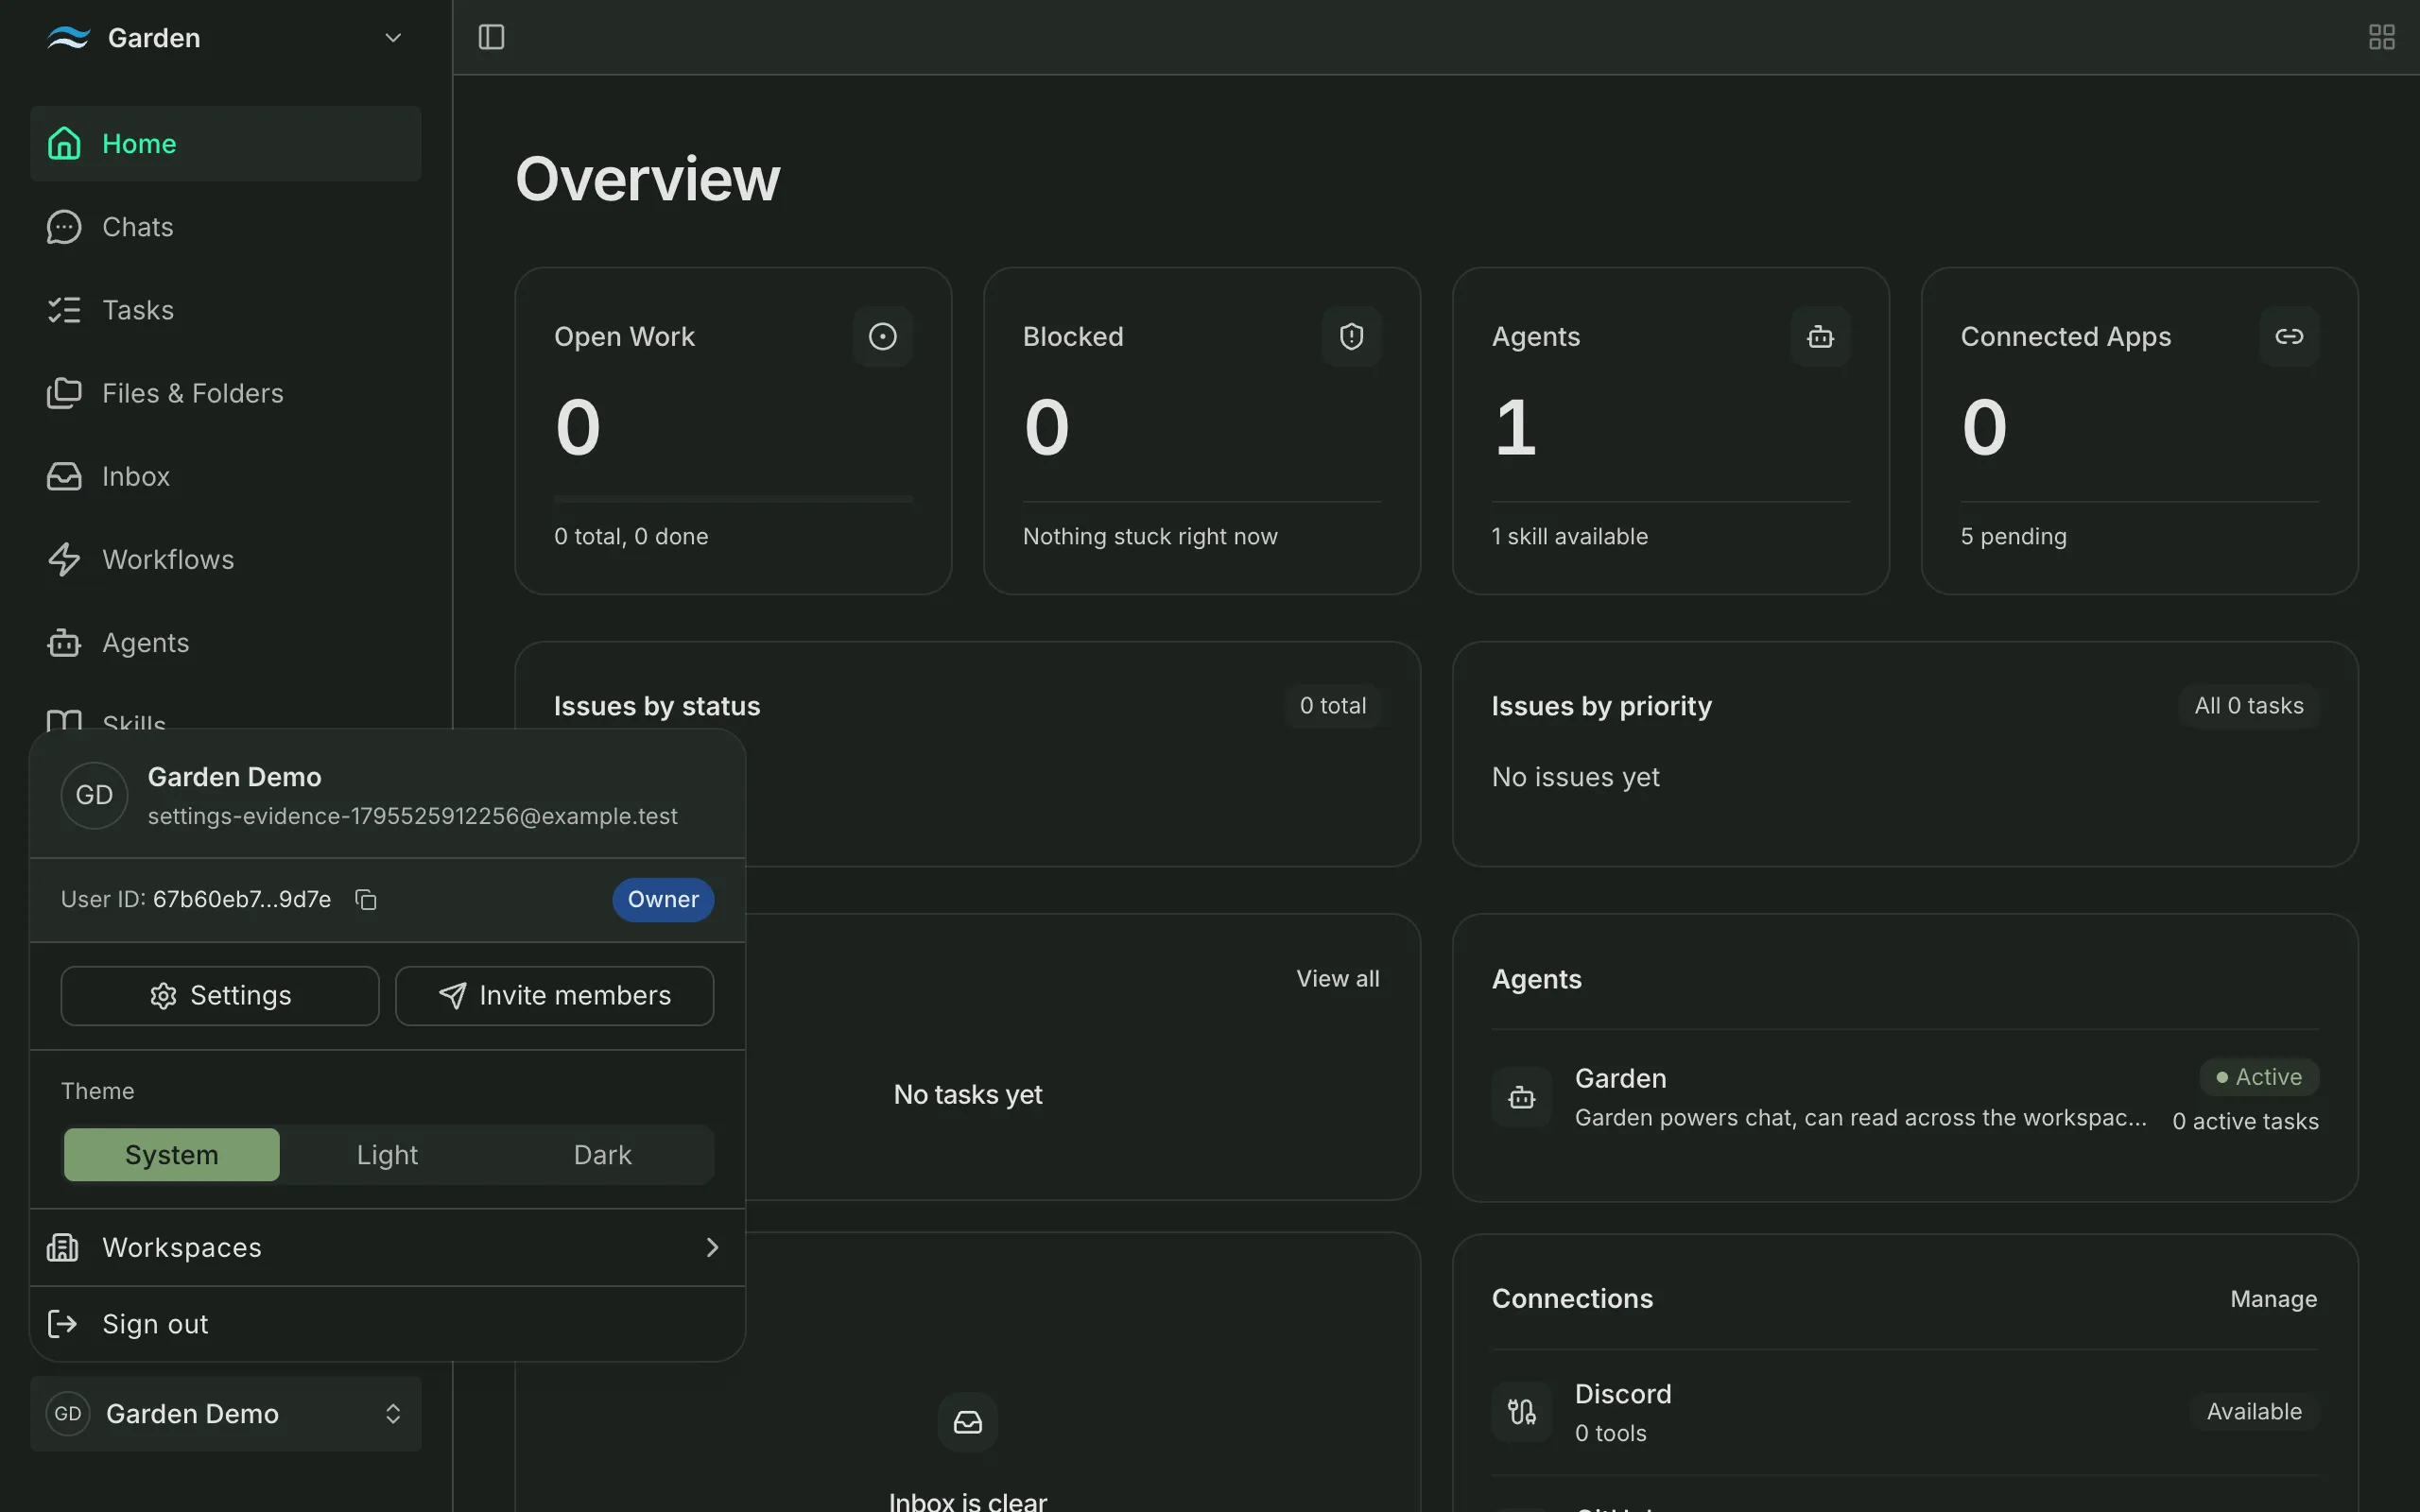 Garden
Home
Chats
Tasks
Files & Folders
Inbox
Workflows
Agents
Skills
GD
Garden Demo
settings-evidence-1795525912256@example.test
User ID: 67b60eb7...9d7e
Owner
Settings
Invite members
Theme
System
Light
Dark
Workspaces
Sign out
GD
Garden Demo
Overview
Open Work
0
0 total, 0 done
Blocked
0
Nothing stuck right now
Agents
1
1 skill available
Connected Apps
0
5 pending
Issues by status
0 total
Issues by priority
All 0 tasks
No issues yet
View all
No tasks yet
Agents
Garden
Garden powers chat, can read across the workspac...
Active
0 active tasks
Inbox is clear
Connections
Manage
Discord
0 tools
Available